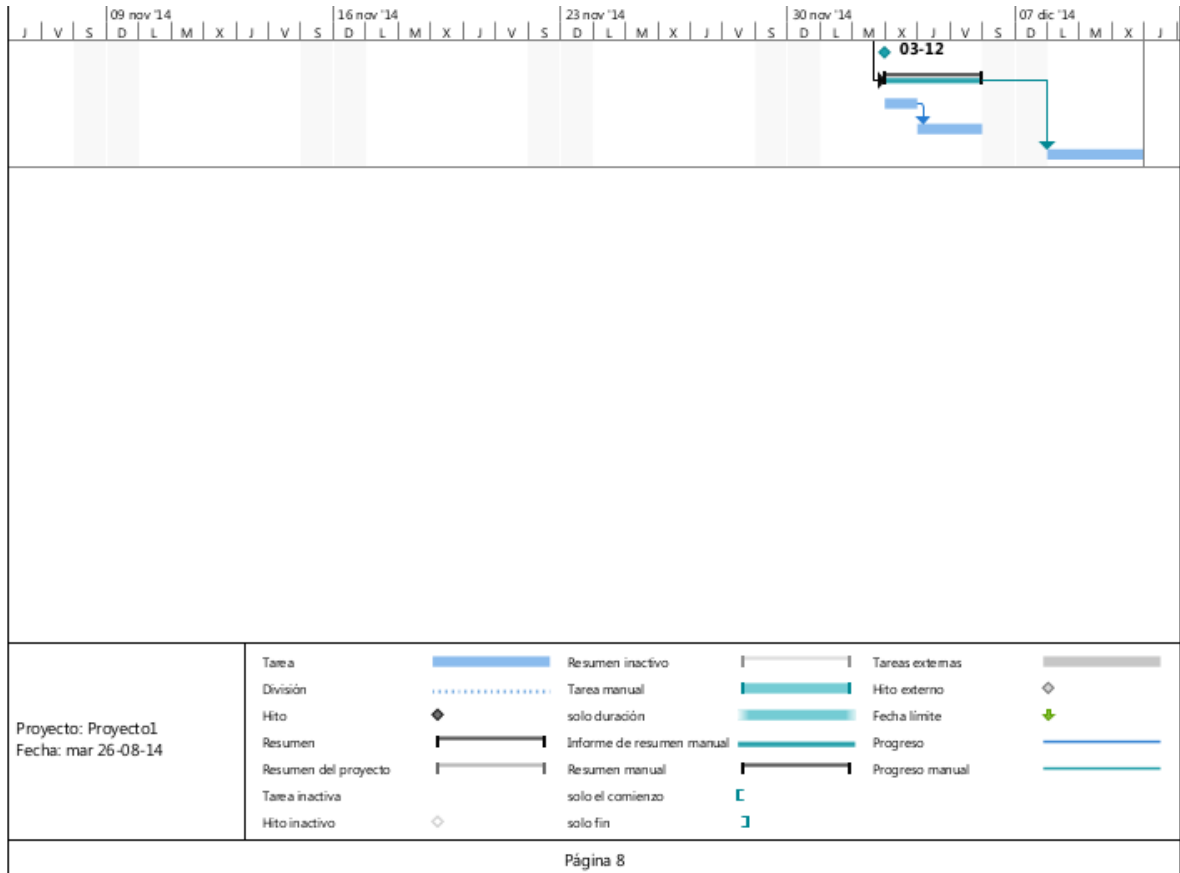 09 nov '14 16 nov '14 23 nov '14 30 nov '14 07 dic '14
J V S D L M X J V S D L M X J V S D L M X J V S D L M X J V S D L M X J
03-12
Tarea Resumen inactivo Tareas externas
División Tarea manual Hito externo
Hito solo duración Fecha límite
Resumen Informe de resumen manual Progreso
Resumen del proyecto Resumen manual Progreso manual
Tarea inactiva solo el comienzo
Hito inactivo solo fin
Proyecto: Proyecto1
Fecha: mar 26-08-14
Página 8